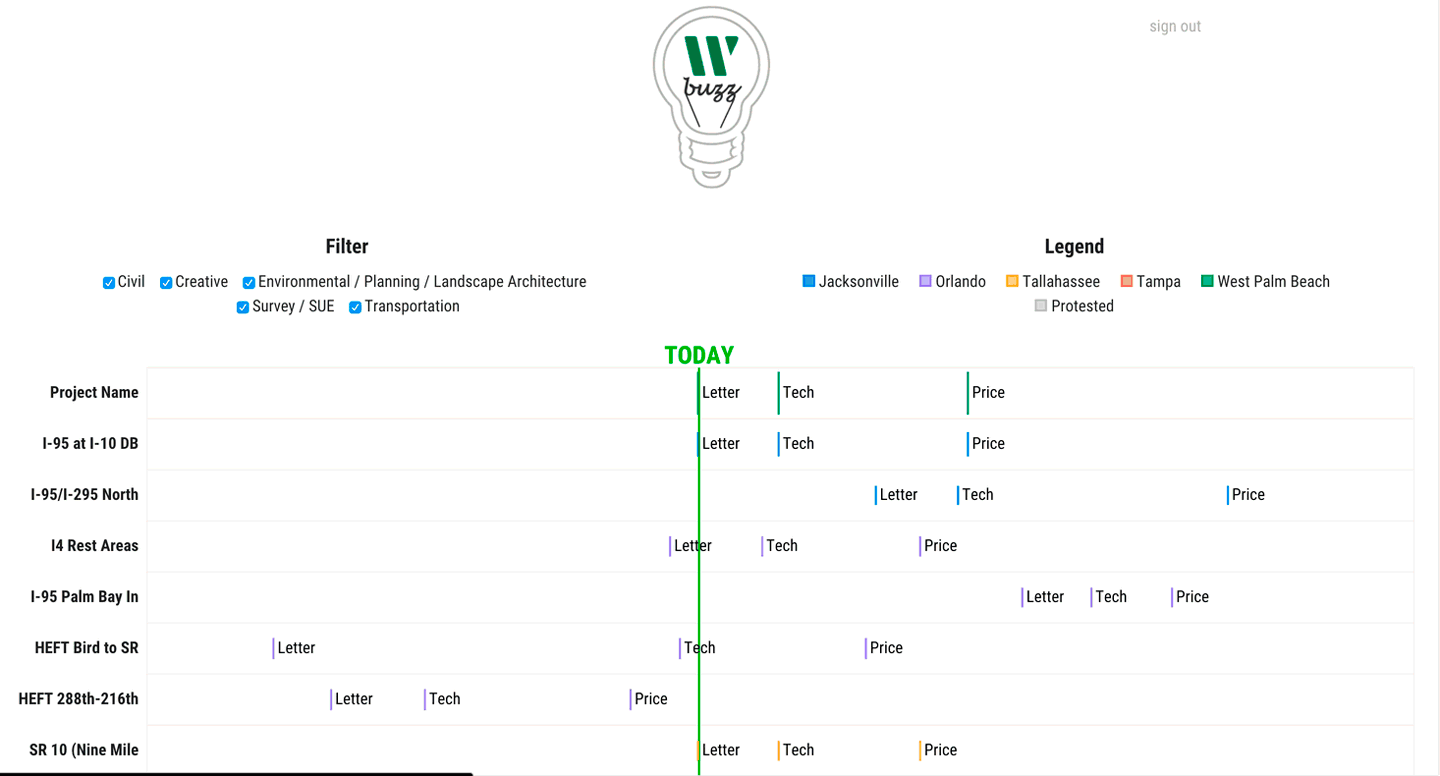 sign out
W
buzz
Filter
Civil Creative Environmental / Planning / Landscape Architecture
Survey / SUE Transportation
Legend
Jacksonville Orlando Tallahassee Tampa West Palm Beach
Protested
TODAY
Project Name Letter Tech Price
I-95 at I-10 DB Letter Tech Price
I-95/I-295 North Letter Tech Price
I4 Rest Areas Letter Tech Price
I-95 Palm Bay In Letter Tech Price
HEFT Bird to SR Letter Tech Price
HEFT 288th-216th Letter Tech Price
SR 10 (Nine Mile Letter Tech Price